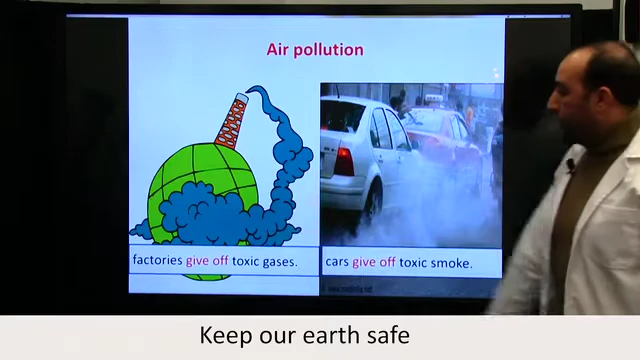 Air pollution
factories give off toxic gases.
cars give off toxic smoke.
Keep our earth safe